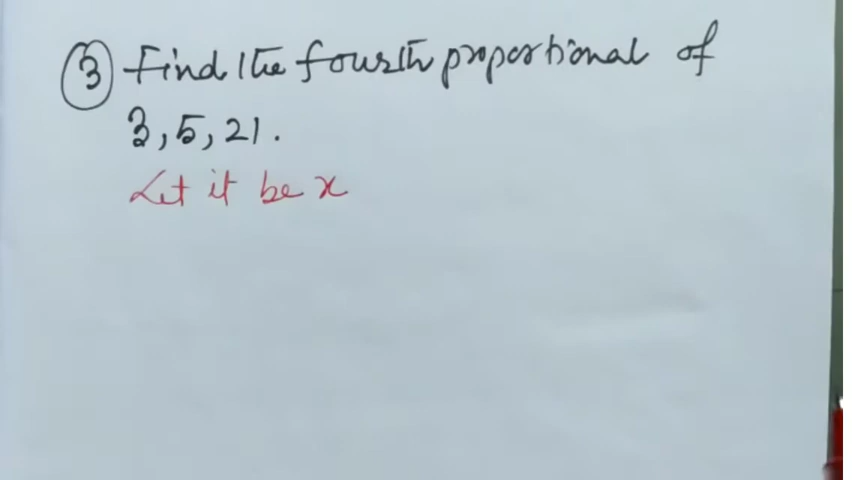 3 Find the fourth proportional of
3, 5, 21.
Let it be x